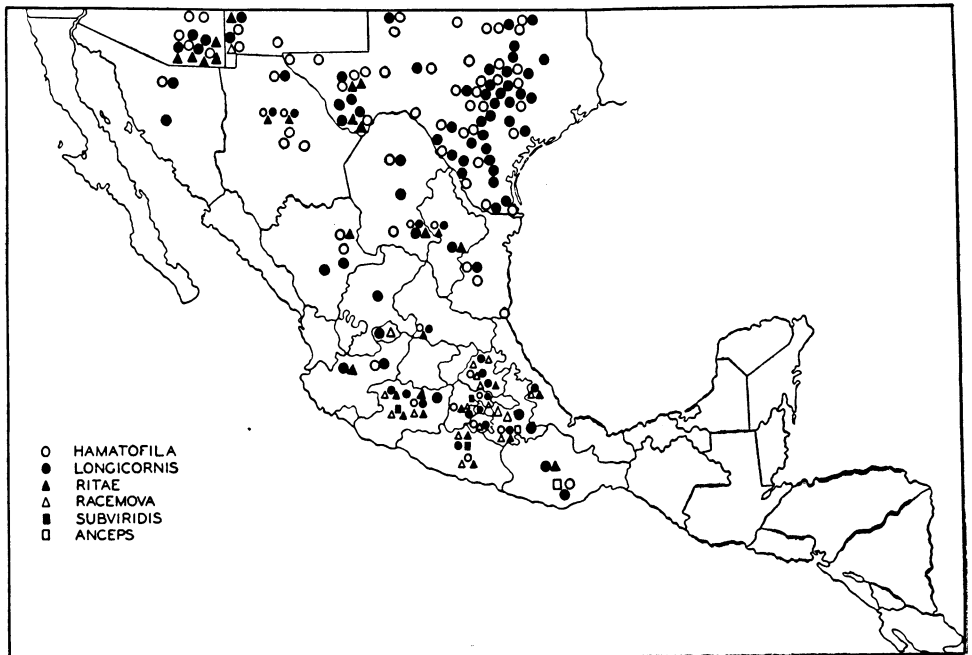 HAMATOFILA
LONGICORNIS
RITAE
RACEMOVA
SUBVIRIDIS
ANCEPS